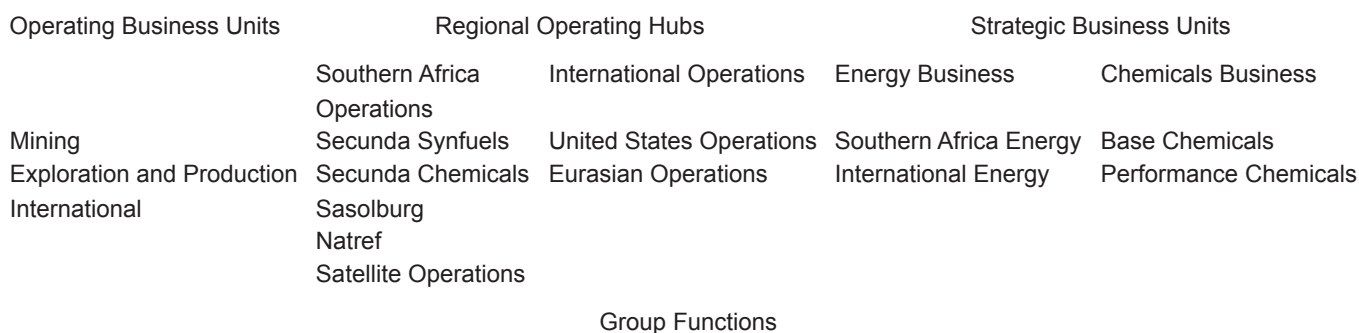 Operating Business Units Regional Operating Hubs Strategic Business Units
Southern Africa International Operations Energy Business Chemicals Business
Operations
Mining Secunda Synfuels United States Operations Southern Africa Energy Base Chemicals
Exploration and Production Secunda Chemicals Eurasian Operations International Energy Performance Chemicals
International Sasolburg
Natref
Satellite Operations
Group Functions